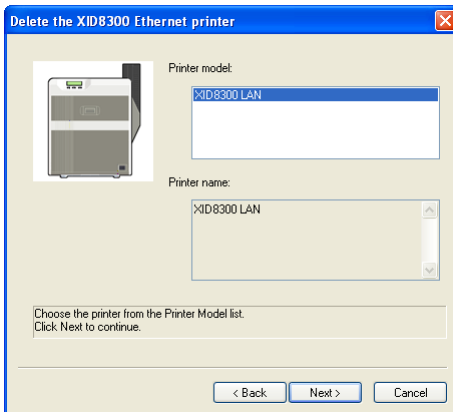 Delete the XID8300 Ethernet printer
Printer model:
XID8300 LAN
Printer name:
XID8300 LAN
Choose the printer from the Printer Model list.
Click Next to continue.
< Back
Next >
Cancel